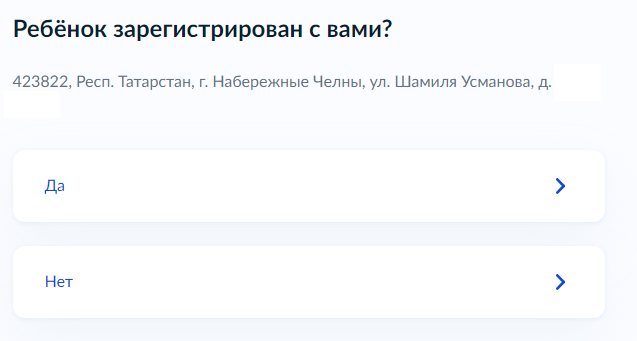 Ребёнок зарегистрирован с вами?
423822, Респ. Татарстан, г. Набережные Челны, ул. Шамиля Усманова, д.
Да
Нет